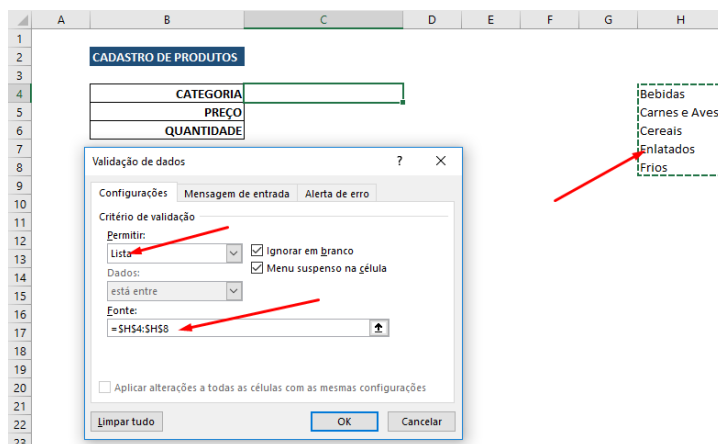 A B C D E F G H
1
2 CADASTRO DE PRODUTOS
3
4 CATEGORIA Bebidas
5 PREÇO Carnes e Aves
6 QUANTIDADE Cereais
7 Enlatados
8 Frios
9
10
11
12
13
14
15
16
17
18
19
20
21
22
23
Validação de dados ? X
Configurações Mensagem de entrada Alerta de erro
Critério de validação
Permitir:
Lista Ignorar em branco
Menu suspenso na célula
Dados:
está entre
Fonte:
=$H$4:$H$8
Aplicar alterações a todas as células com as mesmas configurações
Limpar tudo OK Cancelar